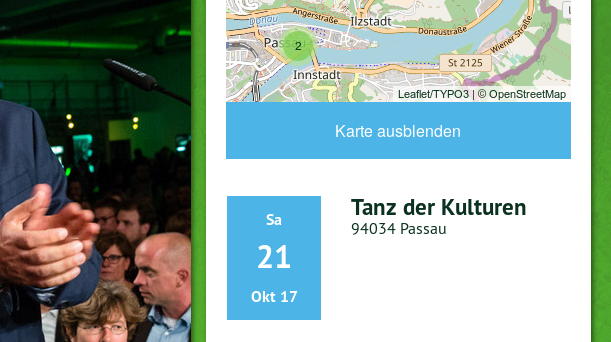 Donau
Angerstraße
Ilzstadt
Donaustraße
Wiener Straße
2
Innstadt
St 2125
Leaflet/TYPO3 | © OpenStreetMap
Karte ausblenden
Sa
21
Okt 17
Tanz der Kulturen
94034 Passau